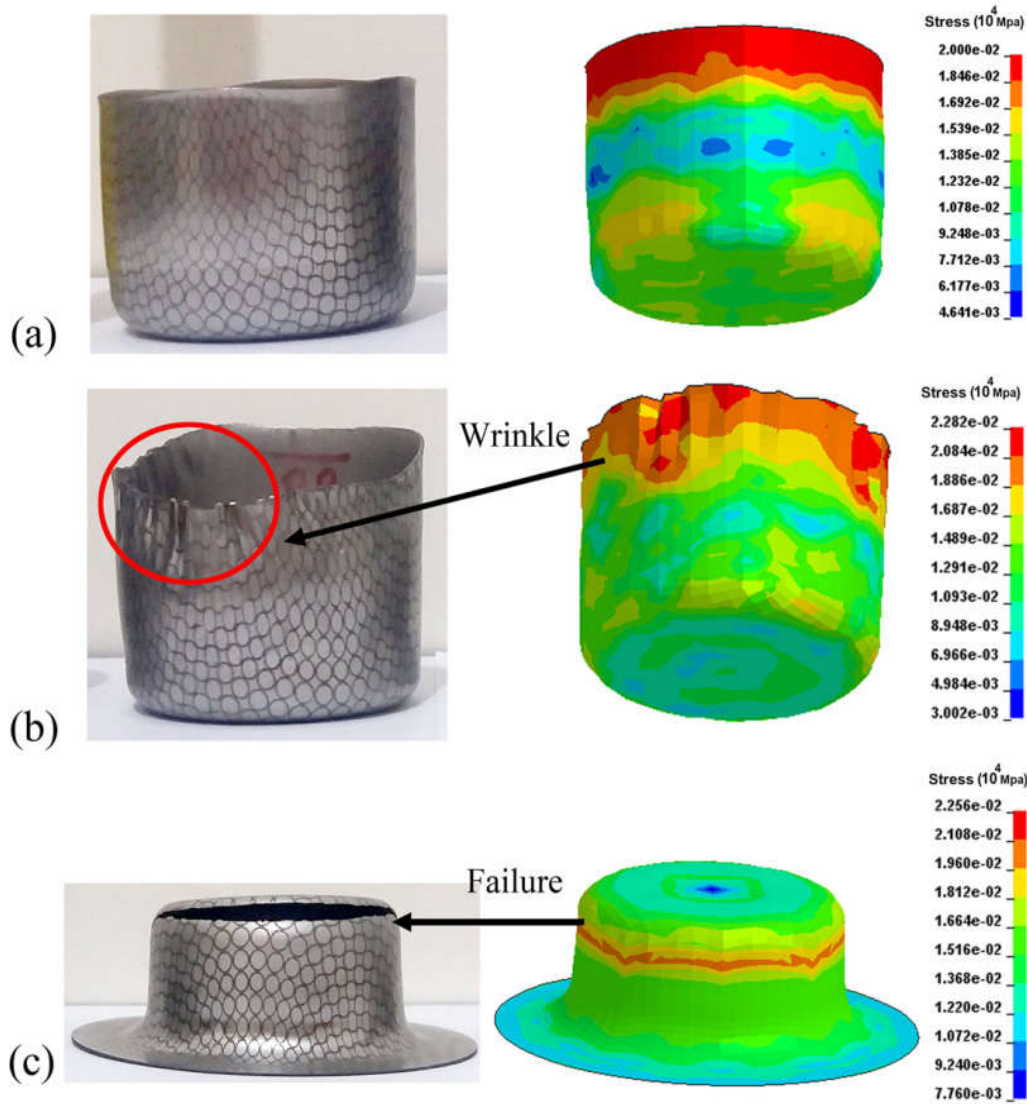 Stress (10⁴ Mpa)
2.000e-02
1.846e-02
1.692e-02
1.539e-02
1.385e-02
1.232e-02
1.078e-02
9.248e-03
7.712e-03
6.177e-03
4.641e-03
(a)
Stress (10⁴ Mpa)
2.282e-02
2.084e-02
1.886e-02
1.687e-02
1.489e-02
1.291e-02
1.093e-02
8.948e-03
6.966e-03
4.984e-03
3.002e-03
Wrinkle
(b)
Stress (10⁴ Mpa)
2.256e-02
2.108e-02
1.960e-02
1.812e-02
1.664e-02
1.516e-02
1.368e-02
1.220e-02
1.072e-02
9.240e-03
7.760e-03
Failure
(c)